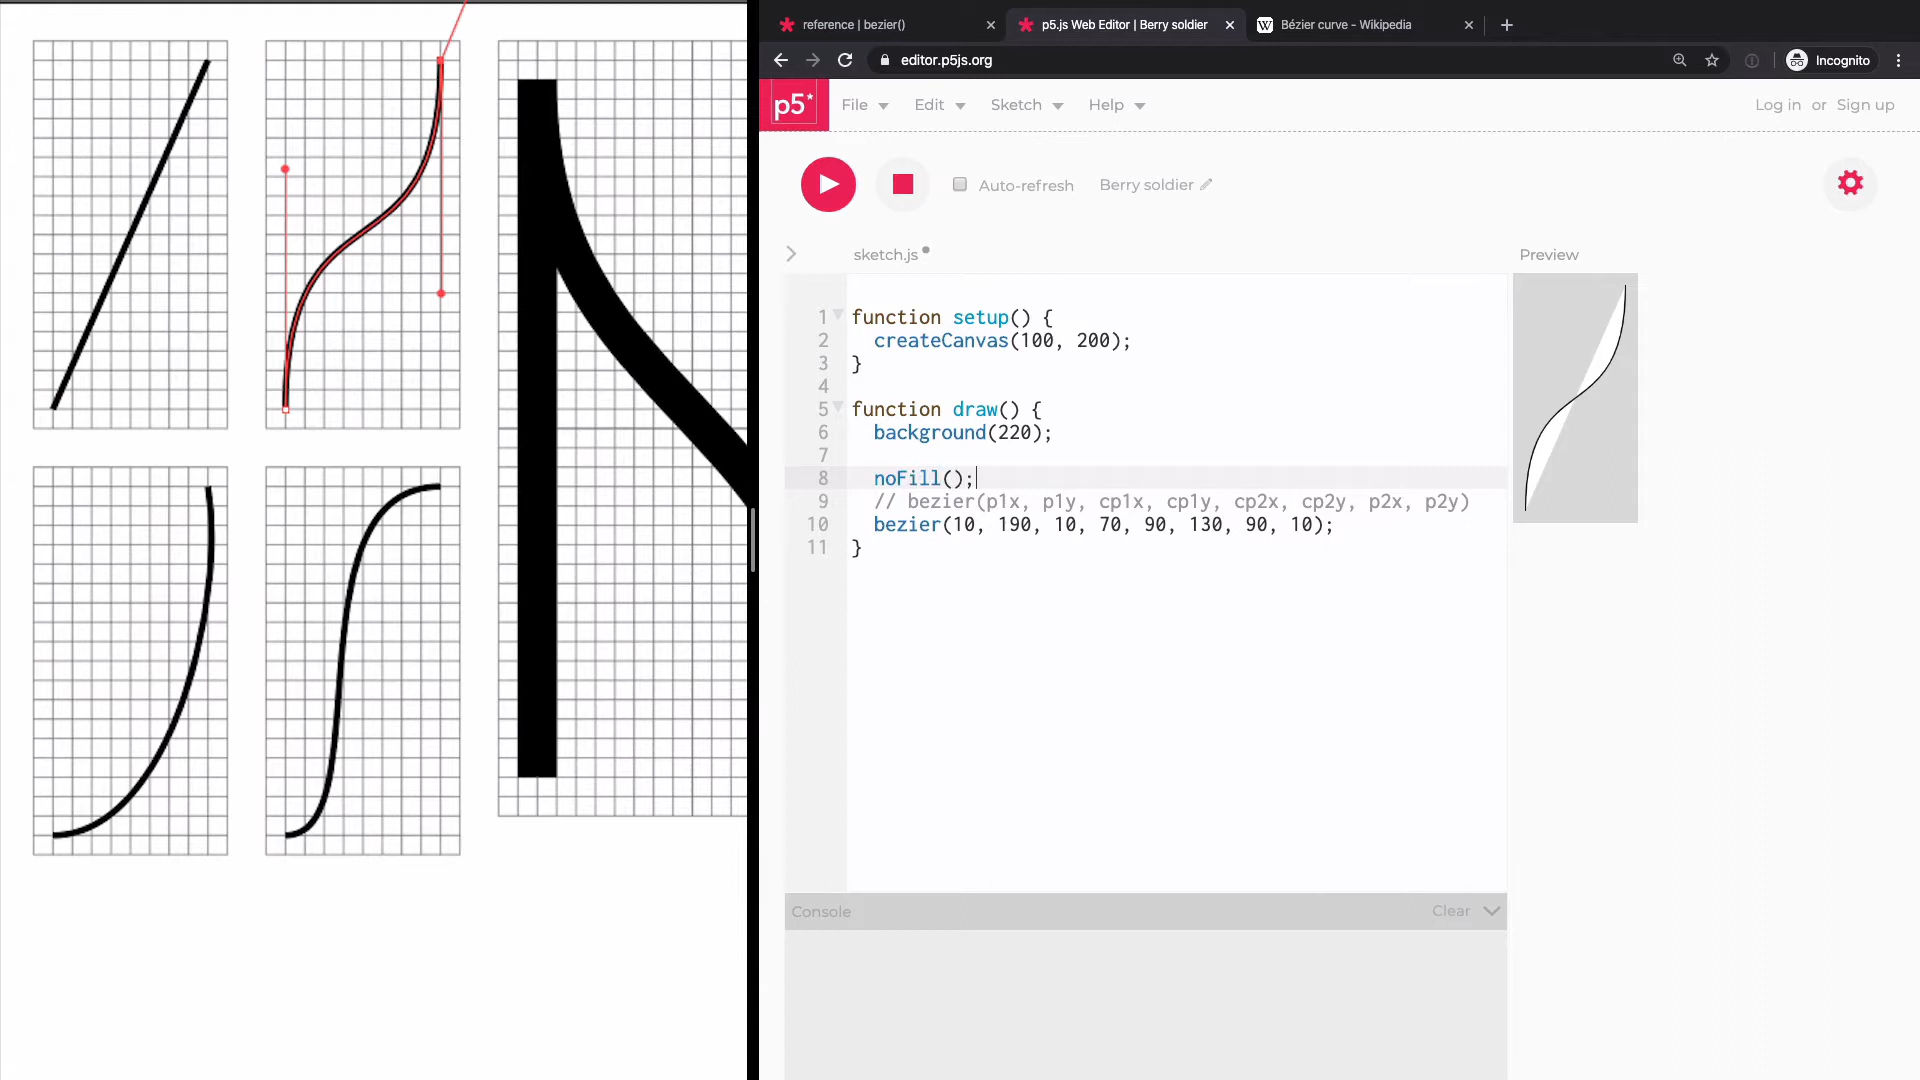 reference | bezier()
p5.js Web Editor | Berry soldier
W
Bézier curve - Wikipedia
editor.p5js.org
Incognito
p5*
File
Edit
Sketch
Help
Log in or Sign up
Auto-refresh
Berry soldier
sketch.js
Preview
1 function setup() {
2 createCanvas(100, 200);
3 }
4
5 function draw() {
6 background(220);
7
8 noFill();
9 // bezier(p1x, p1y, cp1x, cp1y, cp2x, cp2y, p2x, p2y)
10 bezier(10, 190, 10, 70, 90, 130, 90, 10);
11 }
Console
Clear